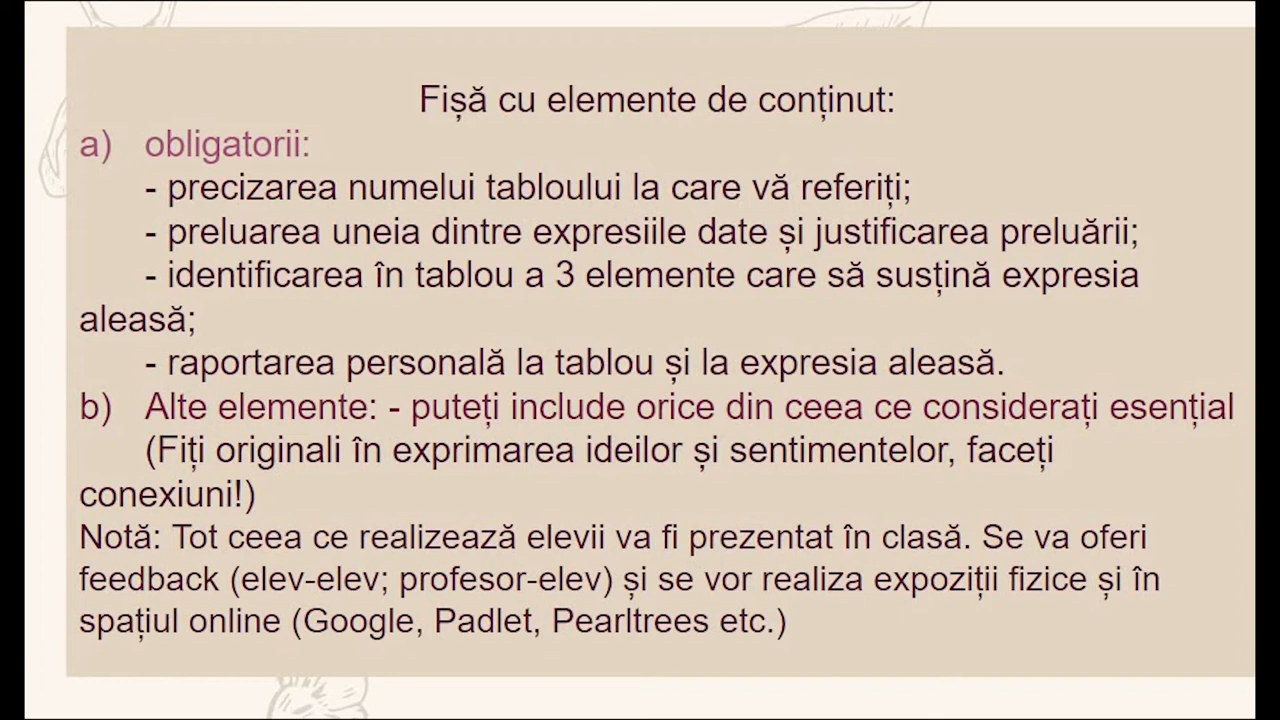 Fișă cu elemente de conținut:
a) obligatorii:
- precizarea numelui tabloului la care vă referiți;
- preluarea uneia dintre expresiile date și justificarea preluării;
- identificarea în tablou a 3 elemente care să susțină expresia
aleasă;
- raportarea personală la tablou și la expresia aleasă.
b) Alte elemente: - puteți include orice din ceea ce considerați esențial
(Fiți originali în exprimarea ideilor și sentimentelor, faceți
conexiuni!)
Notă: Tot ceea ce realizează elevii va fi prezentat în clasă. Se va oferi
feedback (elev-elev; profesor-elev) și se vor realiza expoziții fizice și în
spațiul online (Google, Padlet, Pearltrees etc.)